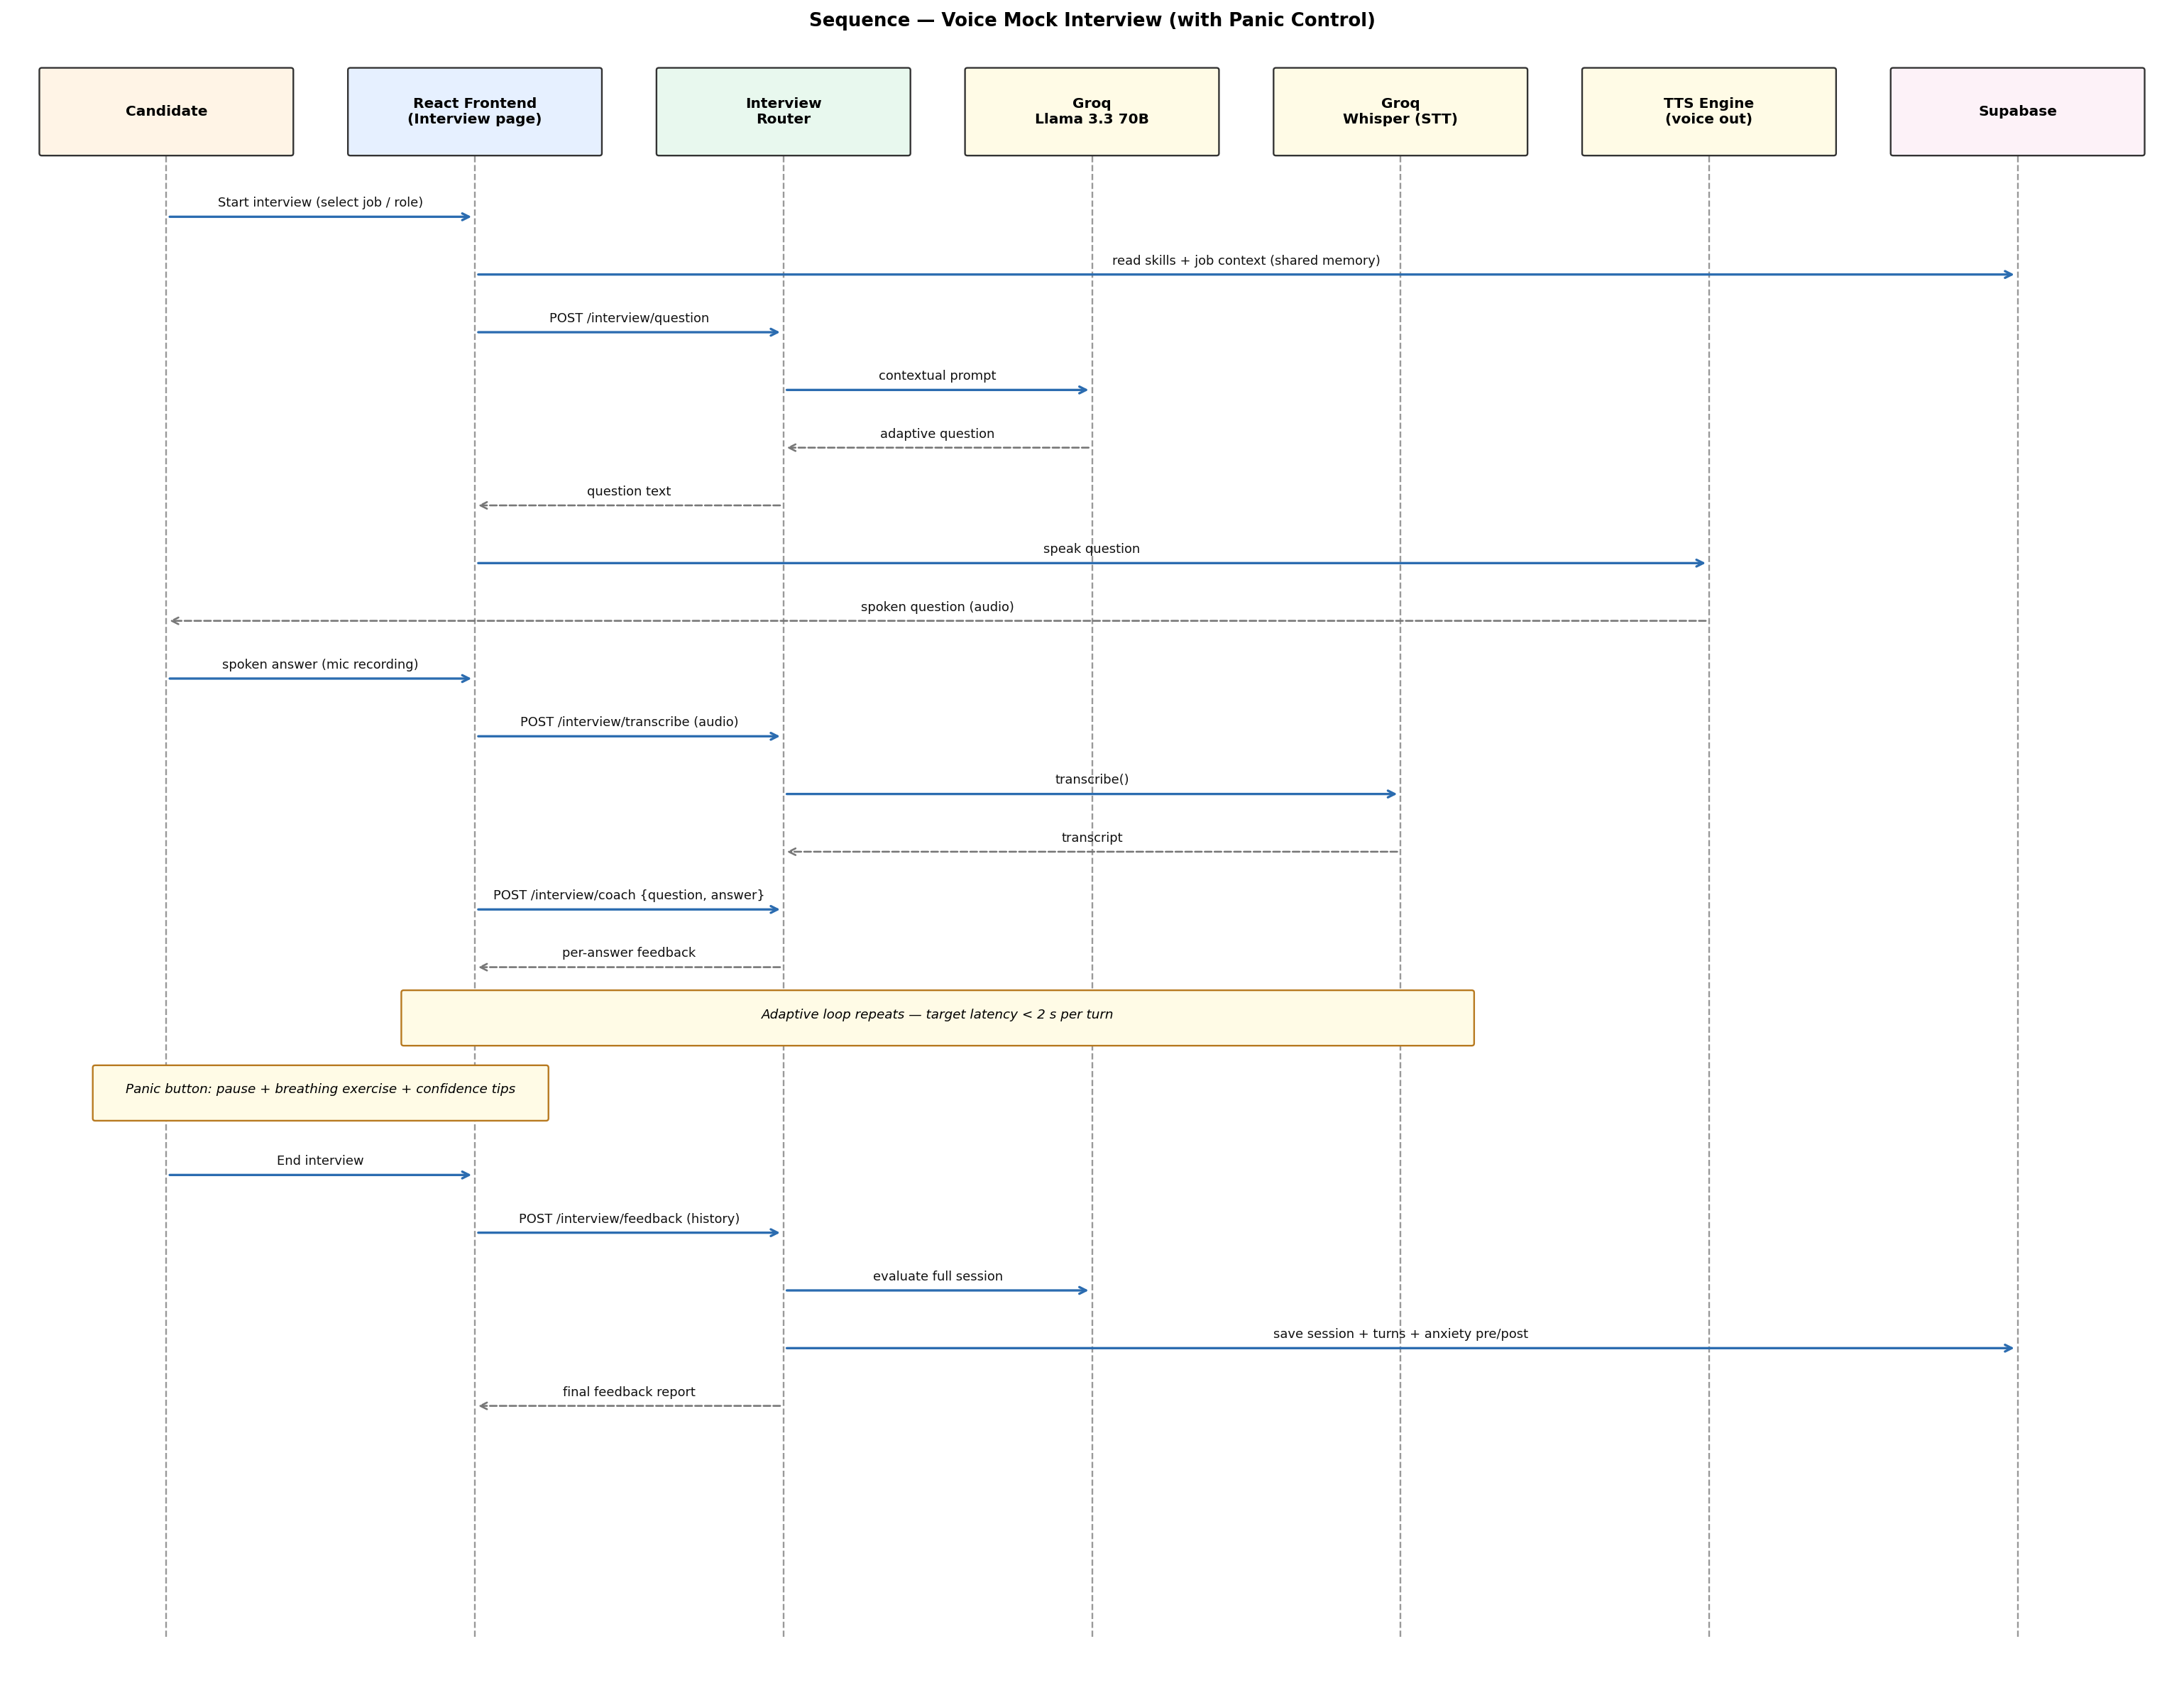 Sequence — Voice Mock Interview (with Panic Control)
Candidate
React Frontend
(Interview page)
Interview
Router
Groq
Llama 3.3 70B
Groq
Whisper (STT)
TTS Engine
(voice out)
Supabase
Start interview (select job / role)
read skills + job context (shared memory)
POST /interview/question
contextual prompt
adaptive question
question text
speak question
spoken question (audio)
spoken answer (mic recording)
POST /interview/transcribe (audio)
transcribe()
transcript
POST /interview/coach {question, answer}
per-answer feedback
Adaptive loop repeats — target latency < 2 s per turn
Panic button: pause + breathing exercise + confidence tips
End interview
POST /interview/feedback (history)
evaluate full session
save session + turns + anxiety pre/post
final feedback report